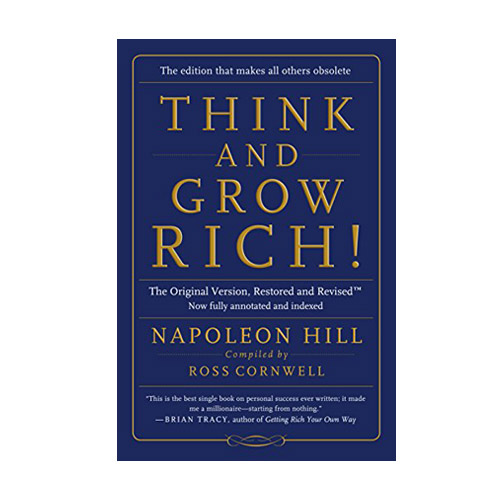 The edition that makes all others obsolete
THINK
AND
GROW
RICH!
The Original Version, Restored and Revised™
Now fully annotated and indexed
NAPOLEON HILL
Compiled by
ROSS CORNWELL
"This is the best single book on personal success ever written; it made
me a millionaire—starting from nothing."
—BRIAN TRACY, author of Getting Rich Your Own Way